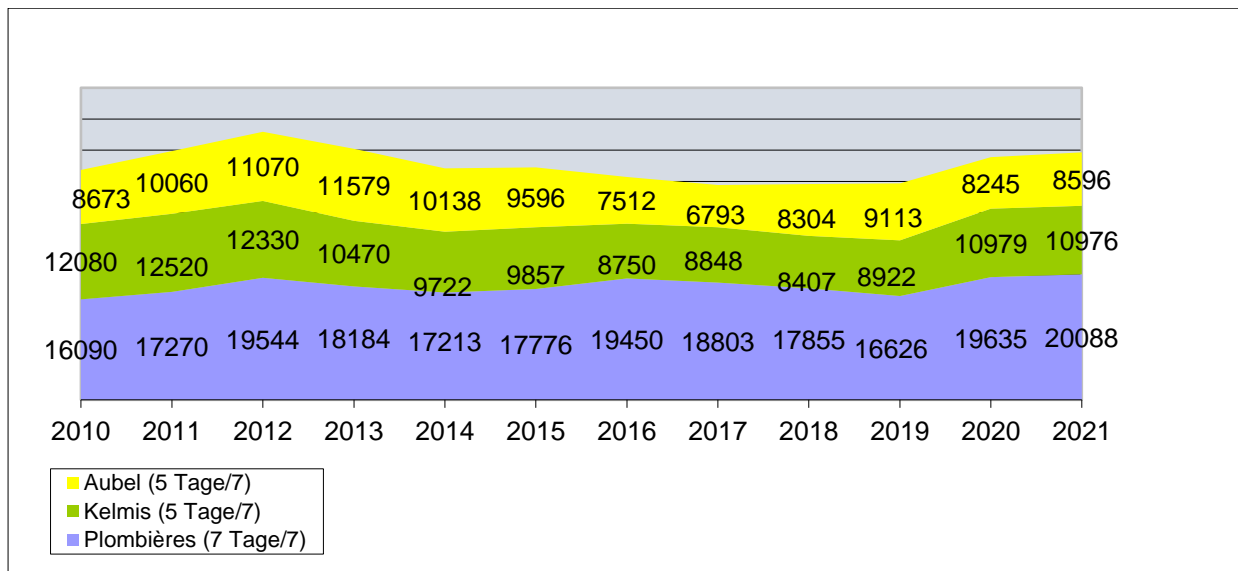 8673 10060 11070 11579 10138 9596 7512 6793 8304 9113 8245 8596
12080 12520 12330 10470 9722 9857 8750 8848 8407 8922 10979 10976
16090 17270 19544 18184 17213 17776 19450 18803 17855 16626 19635 20088
2010 2011 2012 2013 2014 2015 2016 2017 2018 2019 2020 2021
Aubel (5 Tage/7)
Kelmis (5 Tage/7)
Plombières (7 Tage/7)